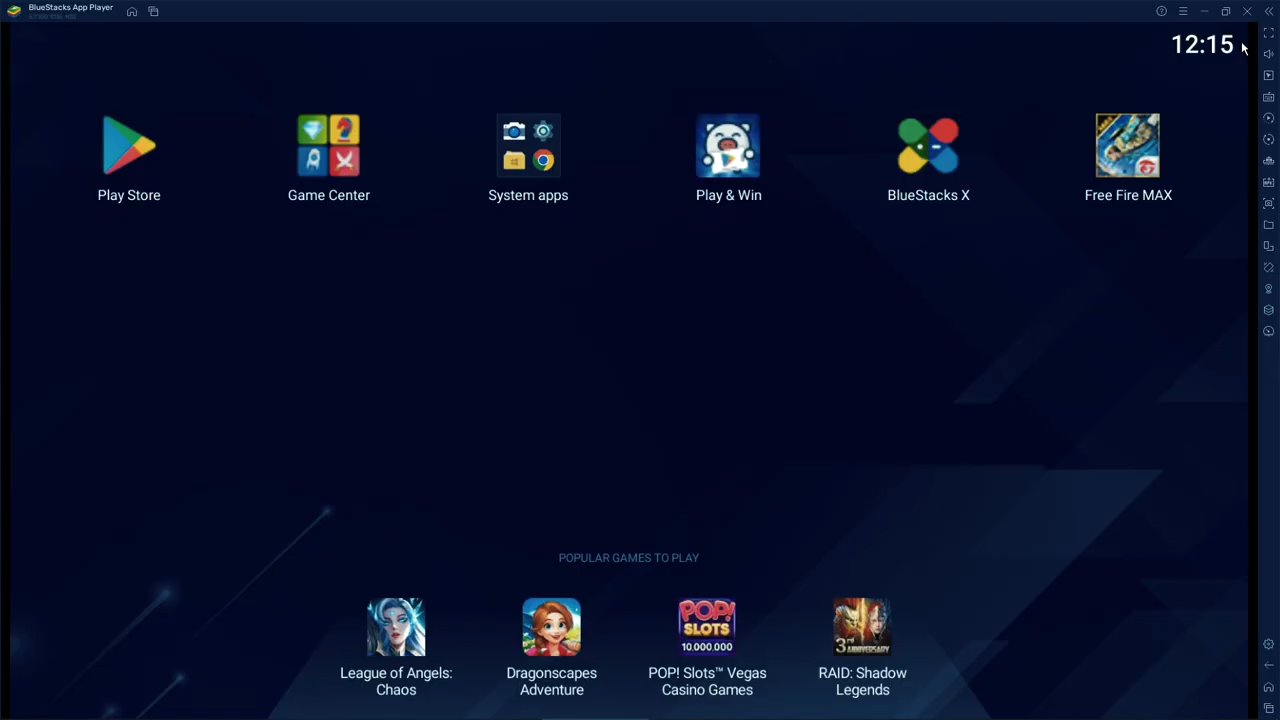 BlueStacks App Player
12:15
Play Store
Game Center
System apps
Play & Win
BlueStacks X
Free Fire MAX
POPULAR GAMES TO PLAY
POP!
SLOTS
10,000,000
3rd
ANNIVERSARY
League of Angels:
Chaos
Dragonscapes
Adventure
POP! Slots™ Vegas
Casino Games
RAID: Shadow
Legends